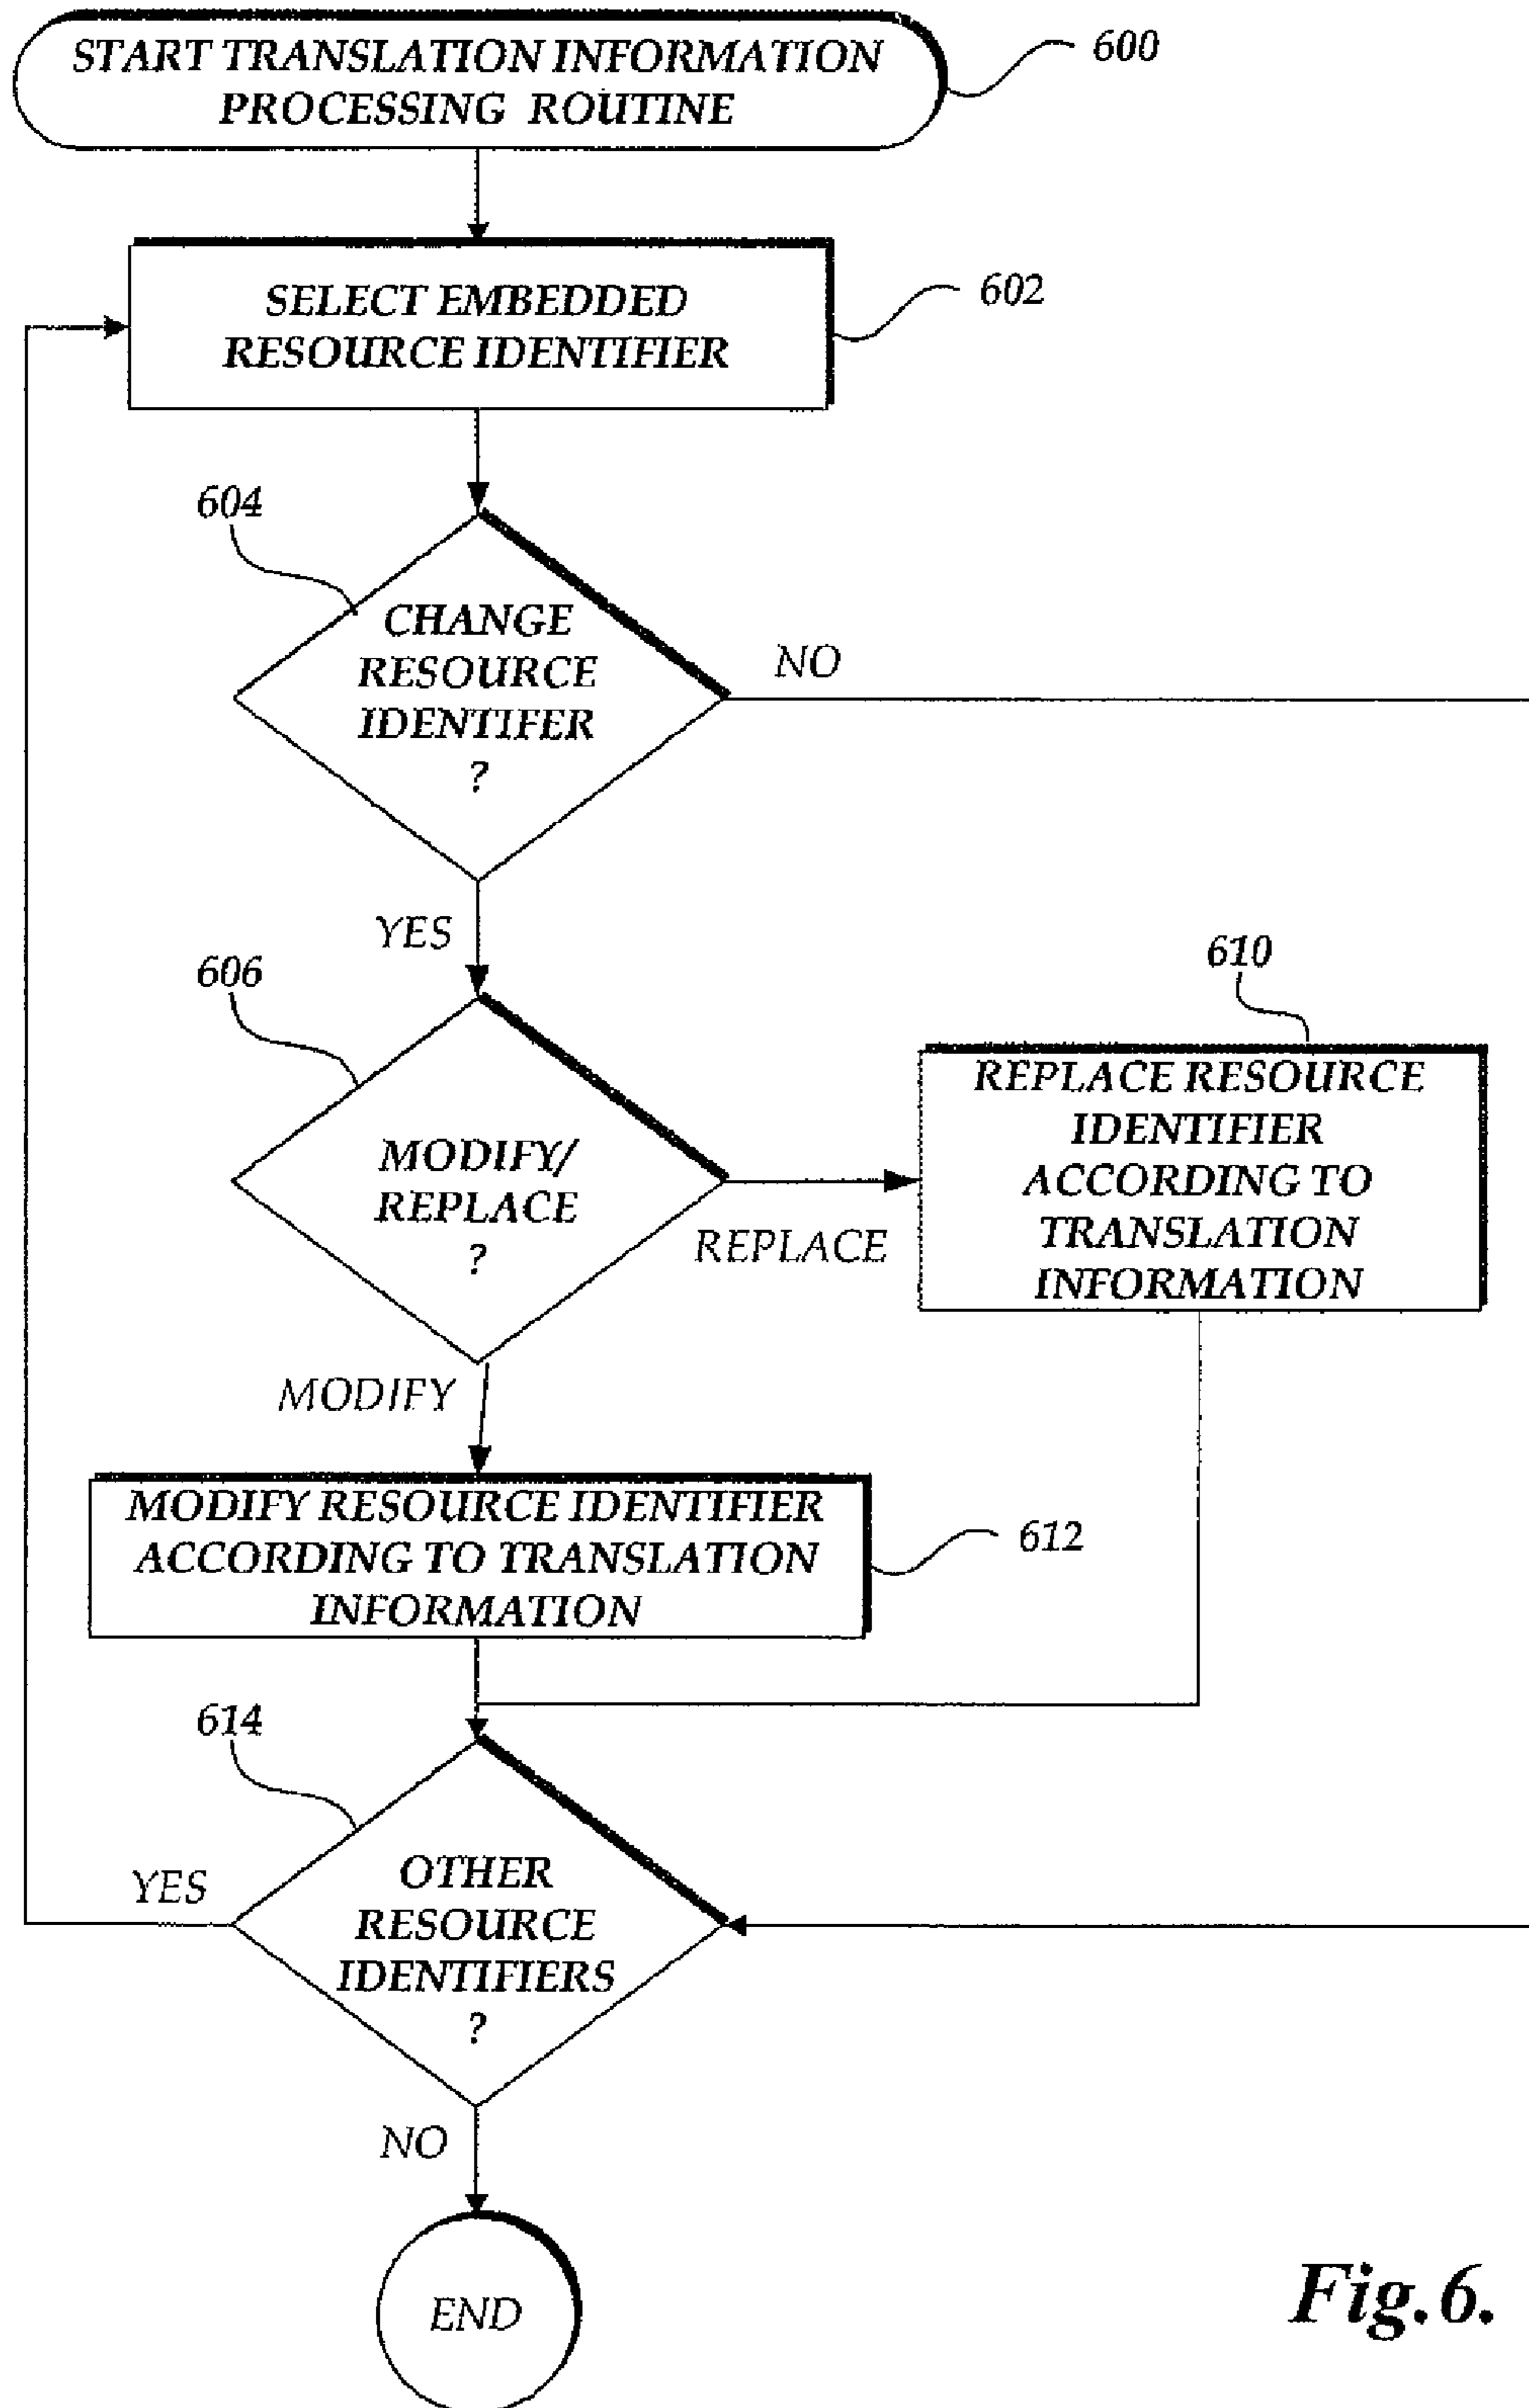 START TRANSLATION INFORMATION
PROCESSING ROUTINE
600
SELECT EMBEDDED
RESOURCE IDENTIFIER
602
604
CHANGE
RESOURCE
IDENTIFER
?
NO
YES
606
MODIFY/
REPLACE
?
REPLACE
610
REPLACE RESOURCE
IDENTIFIER
ACCORDING TO
TRANSLATION
INFORMATION
MODIFY
MODIFY RESOURCE IDENTIFIER
ACCORDING TO TRANSLATION
INFORMATION
612
614
YES
OTHER
RESOURCE
IDENTIFIERS
?
NO
END
Fig.6.